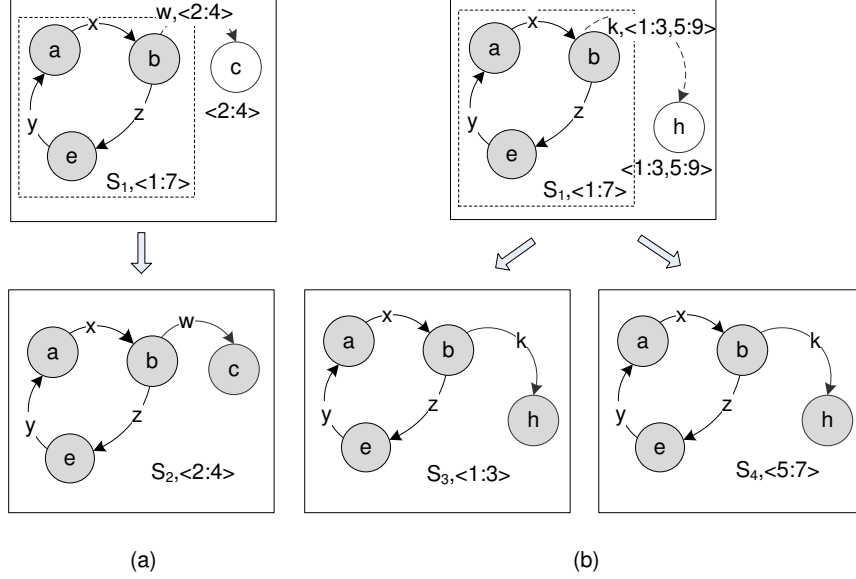 w,<2:4>
x
a
b
c
<2:4>
y
z
e
S1,<1:7>
x
k,<1:3,5:9>
a
b
h
y
z
e
<1:3,5:9>
S1,<1:7>
x
w
a
b
c
y
z
e
S2,<2:4>
x
a
b
k
y
z
h
e
S3,<1:3>
x
a
b
k
y
z
h
e
S4,<5:7>
(a)
(b)